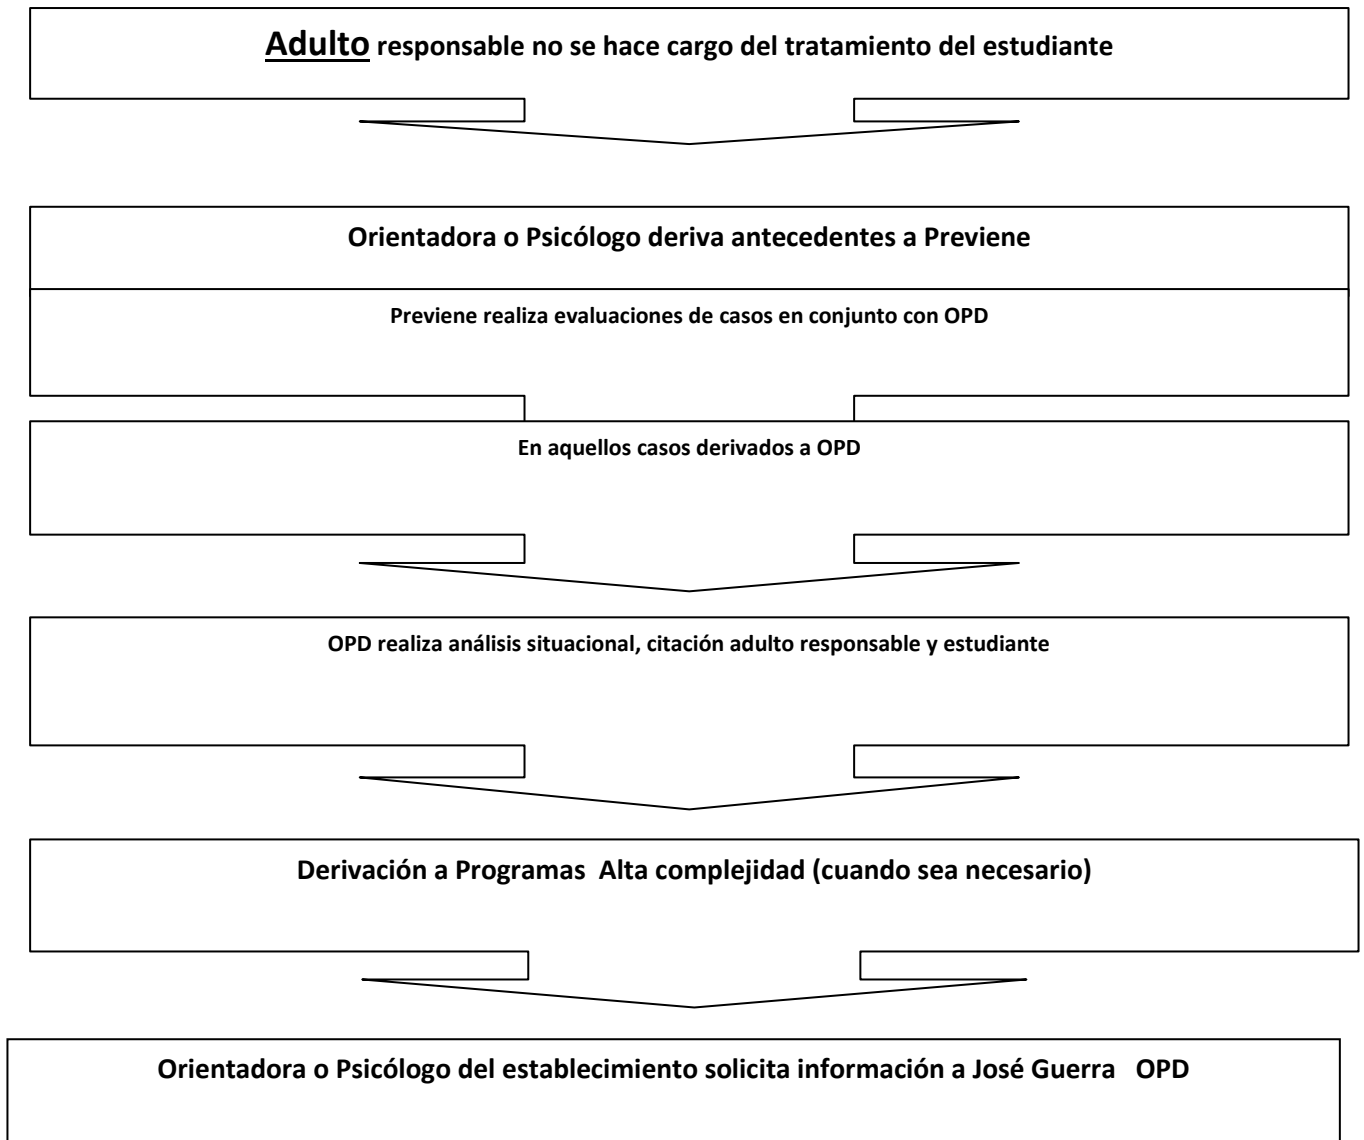 Adulto responsable no se hace cargo del tratamiento del estudiante
Orientadora o Psicólogo deriva antecedentes a Previene
Previene realiza evaluaciones de casos en conjunto con OPD
En aquellos casos derivados a OPD
OPD realiza análisis situacional, citación adulto responsable y estudiante
Derivación a Programas Alta complejidad (cuando sea necesario)
Orientadora o Psicólogo del establecimiento solicita información a José Guerra OPD